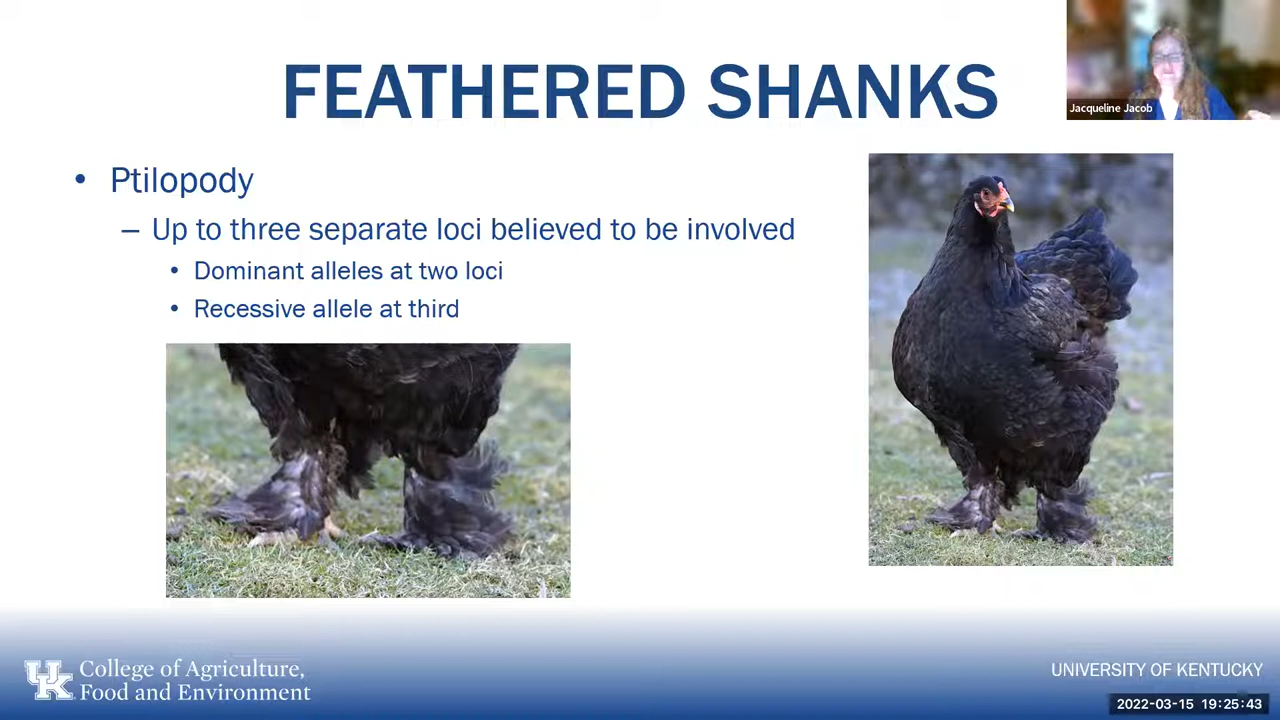 FEATHERED SHANKS
Jacqueline Jacob
• Ptilopody
– Up to three separate loci believed to be involved
• Dominant alleles at two loci
• Recessive allele at third
UK
College of Agriculture,
Food and Environment
UNIVERSITY OF KENTUCKY
2022-03-15 19:25:43